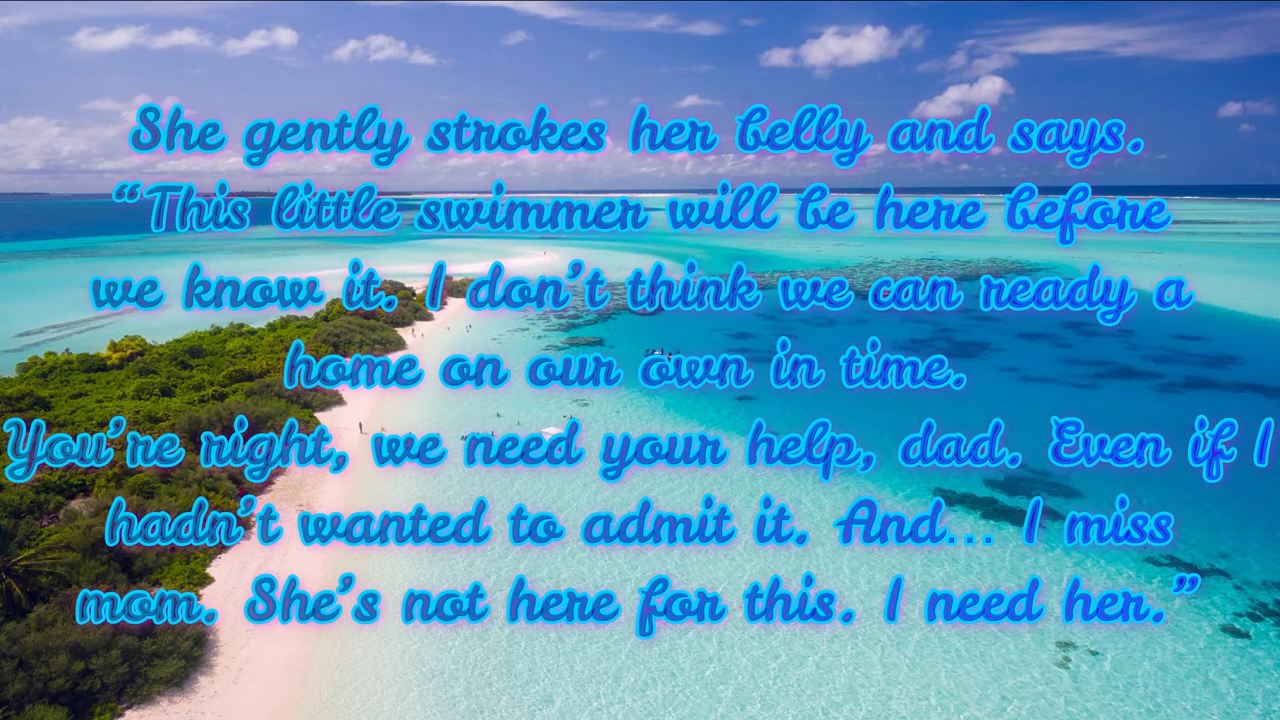 She gently strokes her belly and says.
“This little swimmer will be here before
we know it. I don’t think we can ready a
home on our own in time.
You’re right, we need your help, dad. Even if I
hadn’t wanted to admit it. And... I miss
mom. She’s not here for this. I need her.”